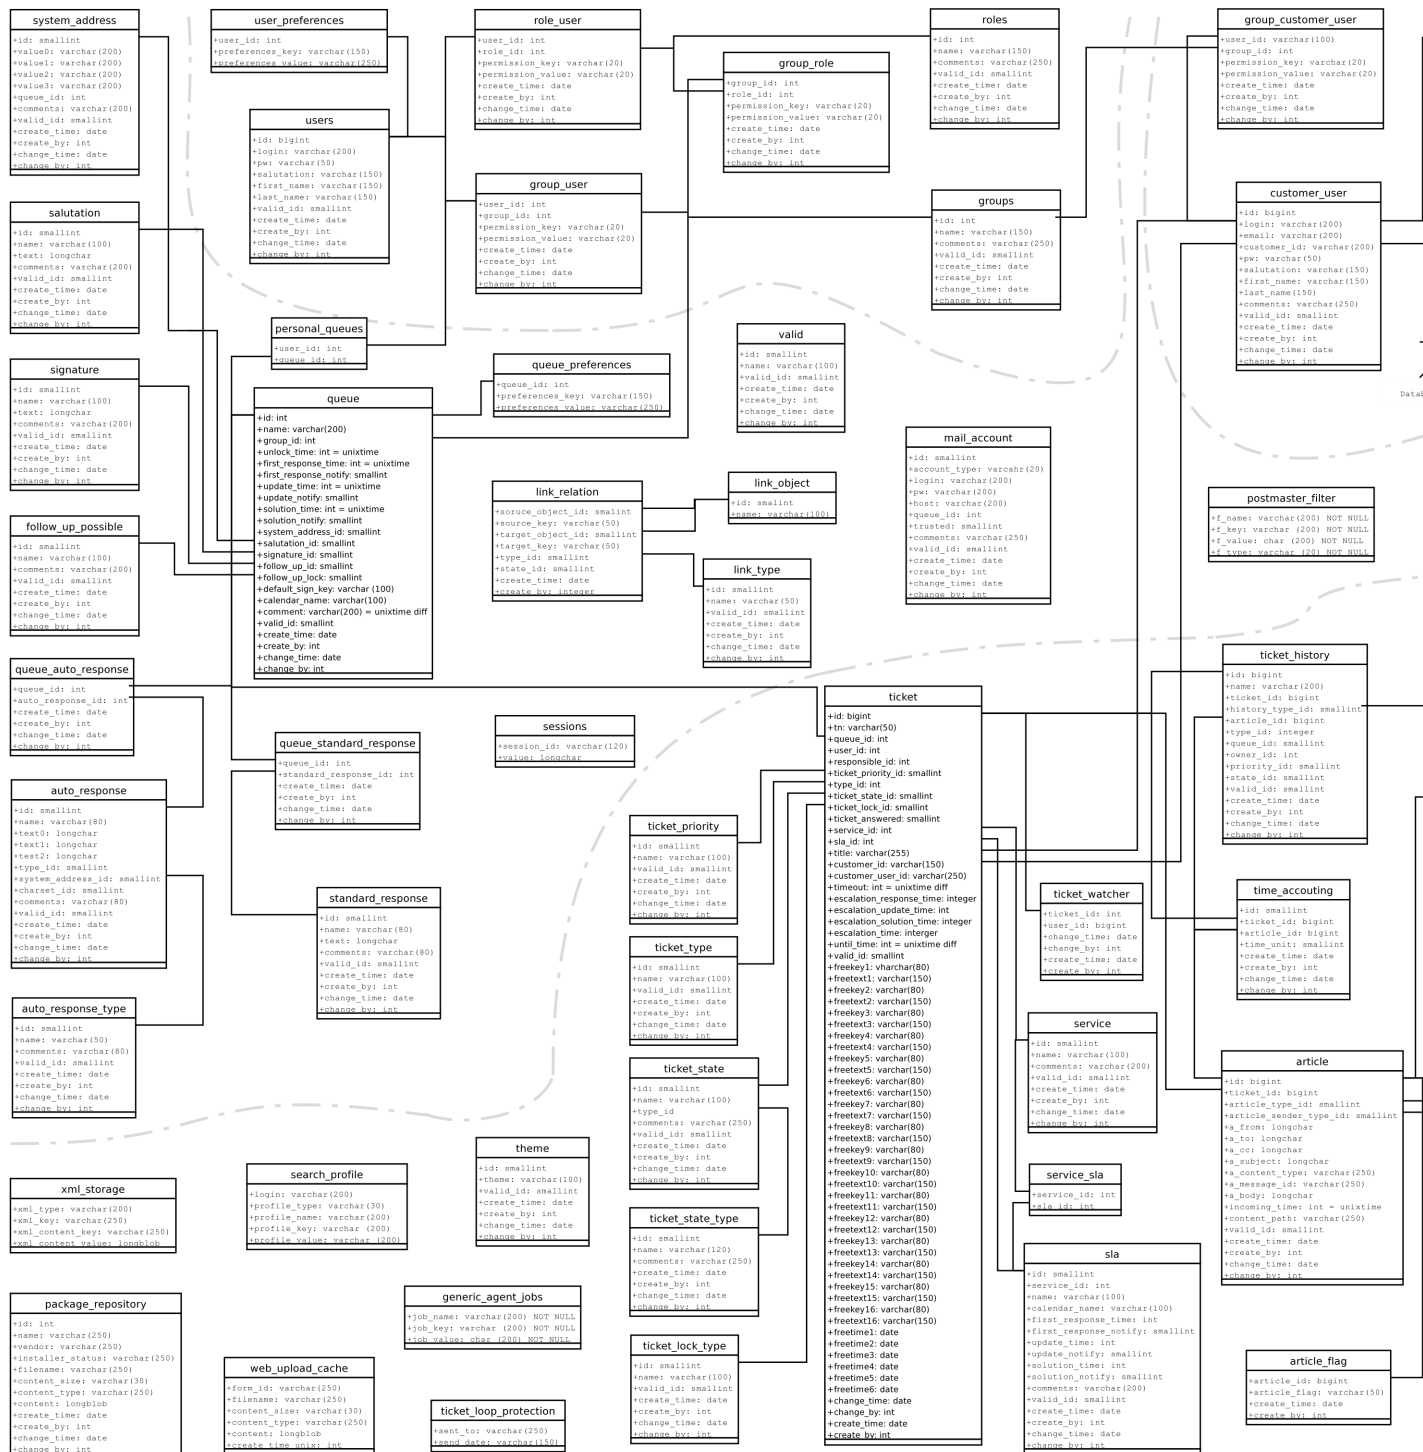 system_address
+id: smallint
+value0: varchar(200)
+value1: varchar(200)
+value2: varchar(200)
+value3: varchar(200)
+queue_id: int
+comments: varchar(200)
+valid_id: smallint
+create_time: date
+create_by: int
+change_time: date
+change_by: int
user_preferences
+user_id: int
+preferences_key: varchar(150)
+preferences_value: varchar(250)
role_user
+user_id: int
+role_id: int
+permission_key: varchar(20)
+permission_value: varchar(20)
+create_time: date
+create_by: int
+change_time: date
+change_by: int
group_role
+group_id: int
+role_id: int
+permission_key: varchar(20)
+permission_value: varchar(20)
+create_time: date
+create_by: int
+change_time: date
+change_by: int
roles
+id: int
+name: varchar(150)
+comments: varchar(250)
+valid_id: smallint
+create_time: date
+create_by: int
+change_time: date
+change_by: int
group_customer_user
+user_id: varchar(100)
+group_id: int
+permission_key: varchar(20)
+permission_value: varchar(20)
+create_time: date
+create_by: int
+change_time: date
+change_by: int
users
+id: bigint
+login: varchar(200)
+pw: varchar(50)
+salutation: varchar(150)
+first_name: varchar(150)
+last_name: varchar(150)
+valid_id: smallint
+create_time: date
+create_by: int
+change_time: date
+change_by: int
group_user
+user_id: int
+group_id: int
+permission_key: varchar(20)
+permission_value: varchar(20)
+create_time: date
+create_by: int
+change_time: date
+change_by: int
groups
+id: int
+name: varchar(150)
+comments: varchar(250)
+valid_id: smallint
+create_time: date
+create_by: int
+change_time: date
+change_by: int
customer_user
+id: bigint
+login: varchar(200)
+email: varchar(200)
+customer_id: varchar(200)
+pw: varchar(50)
+salutation: varchar(150)
+first_name: varchar(150)
+last_name(150)
+comments: varchar(250)
+valid_id: smallint
+create_time: date
+create_by: int
+change_time: date
+change_by: int
Datab
salutation
+id: smallint
+name: varchar(100)
+text: longchar
+comments: varchar(200)
+valid_id: smallint
+create_time: date
+create_by: int
+change_time: date
+change_by: int
personal_queues
+user_id: int
+queue_id: int
valid
+id: smallint
+name: varchar(100)
+valid_id: smallint
+create_time: date
+create_by: int
+change_time: date
+change_by: int
signature
+id: smallint
+name: varchar(100)
+text: longchar
+comments: varchar(200)
+valid_id: smallint
+create_time: date
+create_by: int
+change_time: date
+change_by: int
queue_preferences
+queue_id: int
+preferences_key: varchar(150)
+preferences_value: varchar(250)
queue
+id: int
+name: varchar(200)
+group_id: int
+unlock_time: int = unixtime
+first_response_time: int = unixtime
+first_response_notify: smallint
+update_time: int = unixtime
+update_notify: smallint
+solution_time: int = unixtime
+solution_notify: smallint
+system_address_id: smallint
+salutation_id: smallint
+signature_id: smallint
+follow_up_id: smallint
+follow_up_lock: smallint
+default_sign_key: varchar (100)
+calendar_name: varchar(100)
+comment: varchar(200) = unixtime diff
+valid_id: smallint
+create_time: date
+create_by: int
+change_time: date
+change_by: int
mail_account
+id: smallint
+account_type: varcahr(20)
+login: varchar(200)
+pw: varchar(200)
+host: varchar(200)
+queue_id: int
+trusted: smallint
+comments: varchar(250)
+valid_id: smallint
+create_time: date
+create_by: int
+change_time: date
+change_by: int
link_object
+id: smalint
+name: varchar(100)
link_relation
+soruce_object_id: smalint
+source_key: varchar(50)
+target_object_id: smallint
+target_key: varchar(50)
+type_id: smallint
+state_id: smallint
+create_time: date
+create_by: integer
link_type
+id: smallint
+name: varchar(50)
+valid_id: smallint
+create_time: date
+create_by: int
+change_time: date
+change_by: int
postmaster_filter
+f_name: varchar(200) NOT NULL
+f_key: varchar (200) NOT NULL
+f_value: char (200) NOT NULL
+f_type: varchar (20) NOT NULL
follow_up_possible
+id: smallint
+name: varchar(100)
+comments: varchar(200)
+valid_id: smallint
+create_time: date
+create_by: int
+change_time: date
+change_by: int
queue_auto_response
+queue_id: int
+auto_response_id: int
+create_time: date
+create_by: int
+change_time: date
+change_by: int
queue_standard_response
+queue_id: int
+standard_response_id: int
+create_time: date
+create_by: int
+change_time: date
+change_by: int
sessions
+session_id: varchar(120)
+value: longchar
ticket
+id: bigint
+tn: varchar(50)
+queue_id: int
+user_id: int
+responsible_id: int
+ticket_priority_id: smallint
+type_id: int
+ticket_state_id: smallint
+ticket_lock_id: smallint
+ticket_answered: smallint
+service_id: int
+sla_id: int
+title: varchar(255)
+customer_id: varchar(150)
+customer_user_id: varchar(250)
+timeout: int = unixtime diff
+escalation_response_time: integer
+escalation_update_time: int
+escalation_solution_time: integer
+escalation_time: interger
+until_time: int = unixtime diff
+valid_id: smallint
+freekey1: vharchar(80)
+freetext1: varchar(150)
+freekey2: varchar(80)
+freetext2: varchar(150)
+freekey3: varchar(80)
+freetext3: varchar(150)
+freekey4: varchar(80)
+freetext4: varchar(150)
+freekey5: varchar(80)
+freetext5: varchar(150)
+freekey6: varchar(80)
+freetext6: varchar(150)
+freekey7: varchar(80)
+freetext7: varchar(150)
+freekey8: varchar(80)
+freetext8: varchar(150)
+freekey9: varchar(80)
+freetext9: varchar(150)
+freekey10: varchar(80)
+freetext10: varchar(150)
+freekey11: varchar(80)
+freetext11: varchar(150)
+freekey12: varchar(80)
+freetext12: varchar(150)
+freekey13: varchar(80)
+freetext13: varchar(150)
+freekey14: varchar(80)
+freetext14: varchar(150)
+freekey15: varchar(80)
+freetext15: varchar(150)
+freekey16: varchar(80)
+freetext16: varchar(150)
+freetime1: date
+freetime2: date
+freetime3: date
+freetime4: date
+freetime5: date
+freetime6: date
+change_time: date
+change_by: int
+create_time: date
+create_by: int
ticket_history
+id: bigint
+name: varchar(200)
+ticket_id: bigint
+history_type_id: smallint
+article_id: bigint
+type_id: integer
+queue_id: smallint
+owner_id: int
+priority_id: smallint
+state_id: smallint
+valid_id: smallint
+create_time: date
+create_by: int
+change_time: date
+change_by: int
auto_response
+id: smallint
+name: varchar(80)
+text0: longchar
+text1: longchar
+test2: longchar
+type_id: smallint
+system_address_id: smallint
+charset_id: smallint
+comments: varchar(80)
+valid_id: smallint
+create_time: date
+create_by: int
+change_time: date
ticket_priority
+id: smallint
+name: varchar(100)
+valid_id: smallint
+create_time: date
+create_by: int
+change_time: date
+change_by: int
standard_response
+id: smallint
+name: varchar(80)
+text: longchar
+comments: varchar(80)
+valid_id: smallint
+create_time: date
+create_by: int
+change_time: date
+change_by: int
ticket_type
+id: smallint
+name: varchar(100)
+valid_id: smallint
+create_time: date
+create_by: int
+change_time: date
+change_by: int
ticket_watcher
+ticket_id: int
+user_id: bigint
+change_time: date
+change_by: int
+create_time: date
+create_by: int
time_accouting
+id: smallint
+ticket_id: bigint
+article_id: bigint
+time_unit: smallint
+create_time: date
+create_by: int
+change_time: date
+change_by: int
auto_response_type
+id: smallint
+name: varchar(50)
+comments: varchar(80)
+valid_id: smallint
+create_time: date
+create_by: int
+change_time: date
+change_by: int
service
+id: smallint
+name: varchar(100)
+comments: varchar(200)
+valid_id: smallint
+create_time: date
+create_by: int
+change_time: date
+change_by: int
ticket_state
+id: smallint
+name: varchar(100)
+type_id
+comments: varchar(250)
+valid_id: smallint
+create_time: date
+create_by: int
+change_time: date
+change_by: int
article
+id: bigint
+ticket_id: bigint
+article_type_id: smallint
+article_sender_type_id: smallint
+a_from: longchar
+a_to: longchar
+a_cc: longchar
+a_subject: longchar
+a_content_type: varchar(250)
+a_message_id: varchar(250)
+a_body: longchar
+incoming_time: int = unixtime
+content_path: varchar(250)
+valid_id: smallint
+create_time: date
+create_by: int
+change_time: date
+change_by: int
theme
+id: smallint
+theme: varchar(100)
+valid_id: smallint
+create_time: date
+create_by: int
+change_time: date
+change_by: int
search_profile
+login: varchar(200)
+profile_type: varchar(30)
+profile_name: varchar(200)
+profile_key: varchar (200)
+profile_value: varchar (200)
service_sla
+service_id: int
+sla_id: int
xml_storage
+xml_type: varchar(200)
+xml_key: varchar(250)
+xml_content_key: varchar(250)
+xml_content_value: longblob
ticket_state_type
+id: smallint
+name: varchar(120)
+comments: varchar(250)
+create_time: date
+create_by: int
+change_time: date
+change_by: int
sla
+id: smallint
+service_id: int
+name: varchar(100)
+calendar_name: varchar(100)
+first_response_time: int
+first_response_notify: smallint
+update_time: int
+update_notify: smallint
+solution_time: int
+solution_notify: smallint
+comments: varchar(200)
+valid_id: smallint
+create_time: date
+create_by: int
+change_time: date
+change_by: int
generic_agent_jobs
+job_name: varchar(200) NOT NULL
+job_key: varchar (200) NOT NULL
+job_value: char (200) NOT NULL
package_repository
+id: int
+name: varchar(250)
+vendor: varchar(250)
+installer_status: varchar(250)
+filename: varchar(250)
+content_size: varchar(30)
+content_type: varchar(250)
+content: longblob
+create_time: date
+create_by: int
+change_time: date
+change_by: int
ticket_lock_type
+id: smallint
+name: varchar(100)
+valid_id: smallint
+create_time: date
+create_by: int
+change_time: date
+change_by: int
article_flag
+article_id: bigint
+article_flag: varchar(50)
+create_time: date
+create_by: int
web_upload_cache
+form_id: varchar(250)
+filename: varchar(250)
+content_size: varchar(30)
+content_type: varchar(250)
+content: longblob
+create_time_unix: int
ticket_loop_protection
+sent_to: varchar(250)
+send_date: varchar(150)